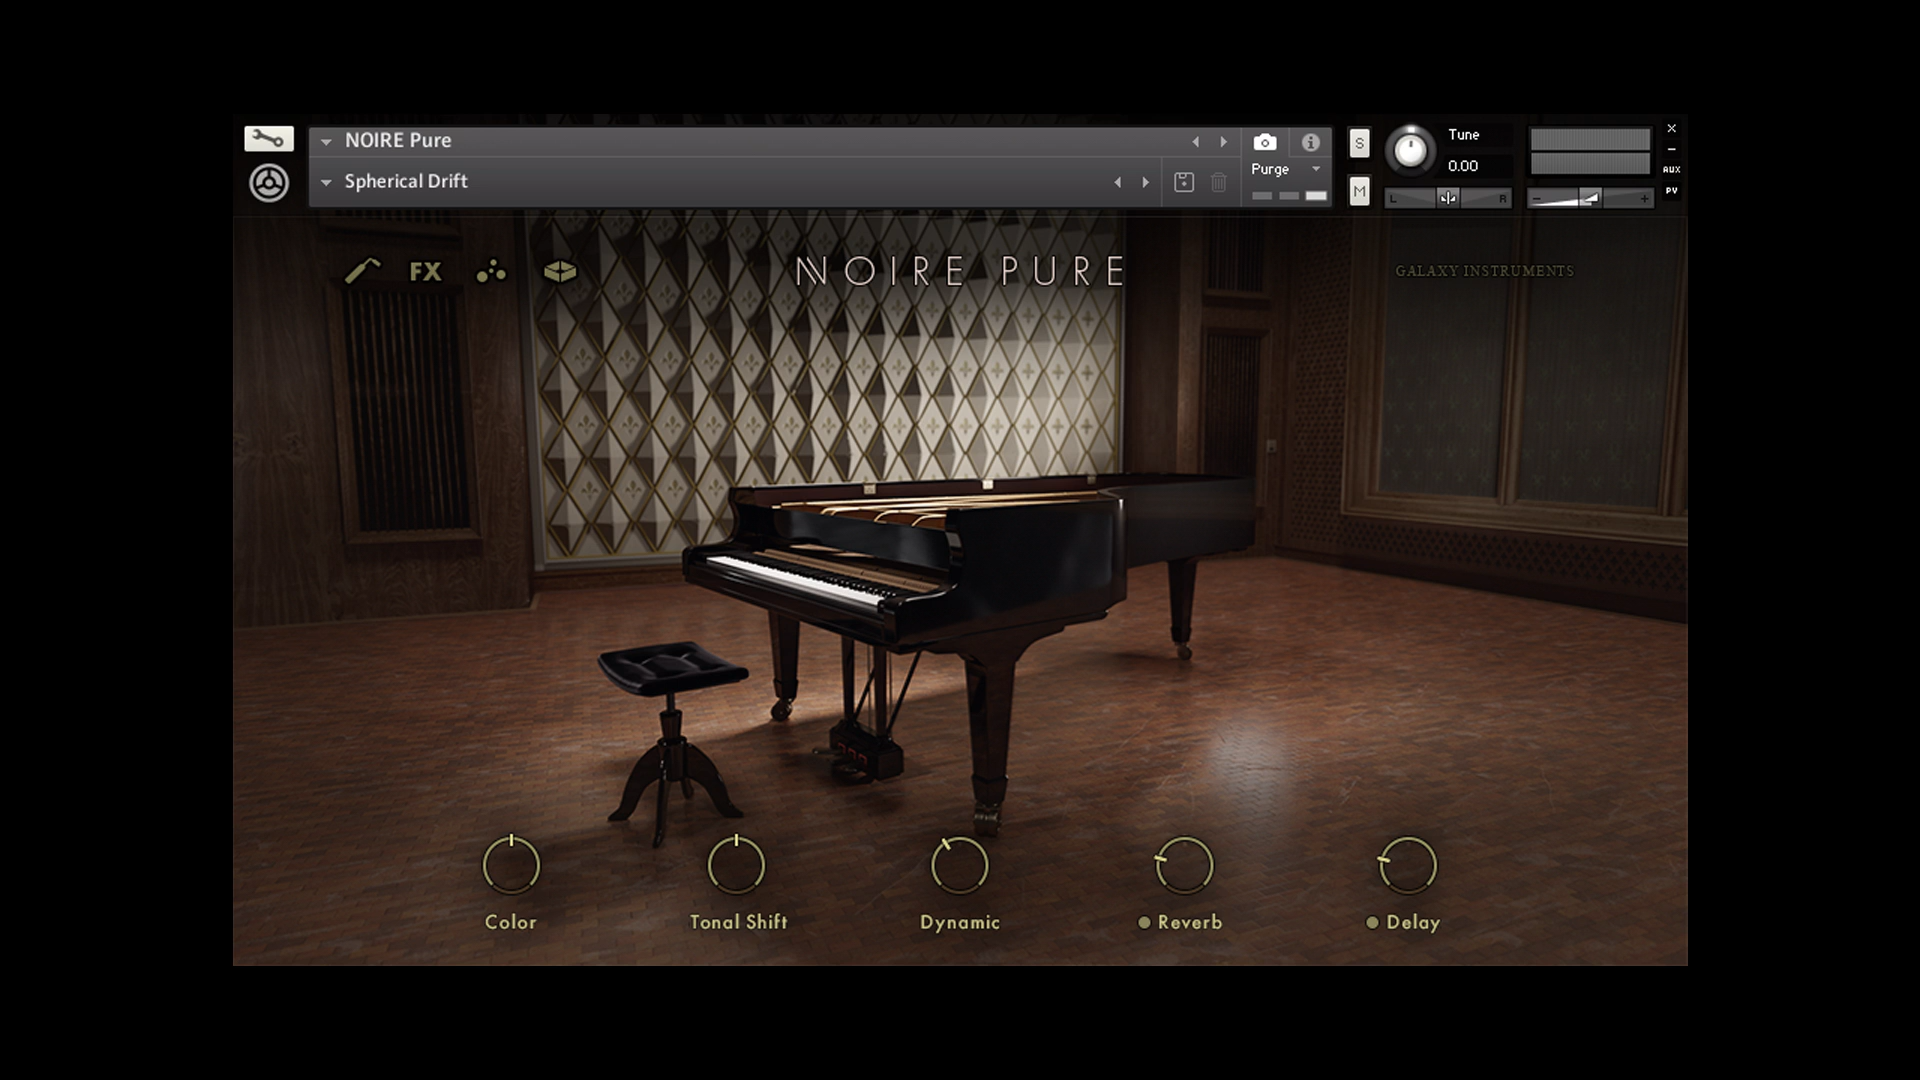 NOIRE Pure
Spherical Drift
Purge
S
M
Tune
0.00
L R
- +
×
-
AUX
PV
FX
NOIRE PURE
GALAXY INSTRUMENTS
Color
Tonal Shift
Dynamic
Reverb
Delay